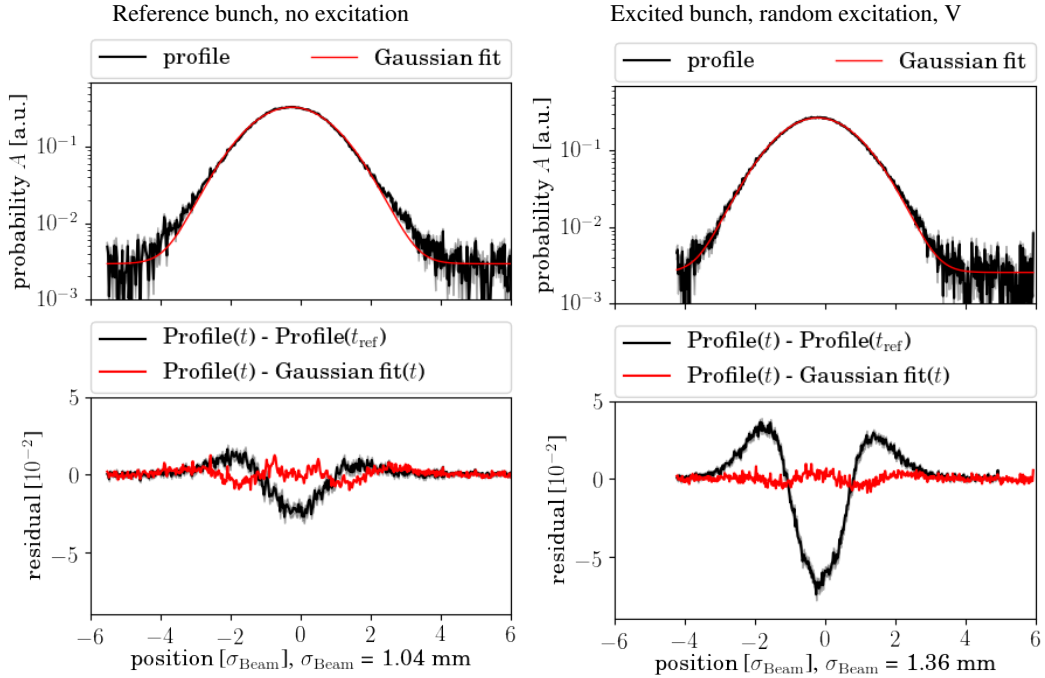 Reference bunch, no excitation
profile
Gaussian fit
probability A [a.u.]
10⁻¹
10⁻²
10⁻³
Profile(t) - Profile(t_ref)
Profile(t) - Gaussian fit(t)
residual [10⁻²]
5
0
−5
−6 −4 −2 0 2 4 6
position [σ_Beam], σ_Beam = 1.04 mm
Excited bunch, random excitation, V
profile
Gaussian fit
probability A [a.u.]
10⁻¹
10⁻²
10⁻³
Profile(t) - Profile(t_ref)
Profile(t) - Gaussian fit(t)
residual [10⁻²]
5
0
−5
−6 −4 −2 0 2 4 6
position [σ_Beam], σ_Beam = 1.36 mm